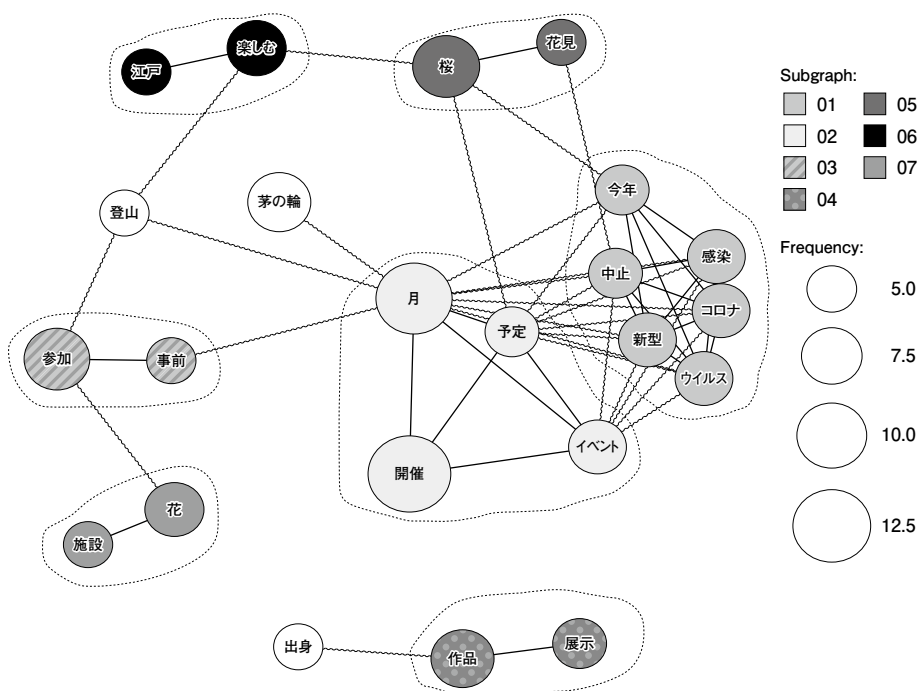 江戸
楽しむ
桜
花見
Subgraph:
01
05
02
06
03
07
04
登山
茅の輪
今年
中止
感染
コロナ
新型
ウイルス
月
予定
イベント
開催
参加
事前
花
施設
出身
作品
展示
Frequency:
5.0
7.5
10.0
12.5